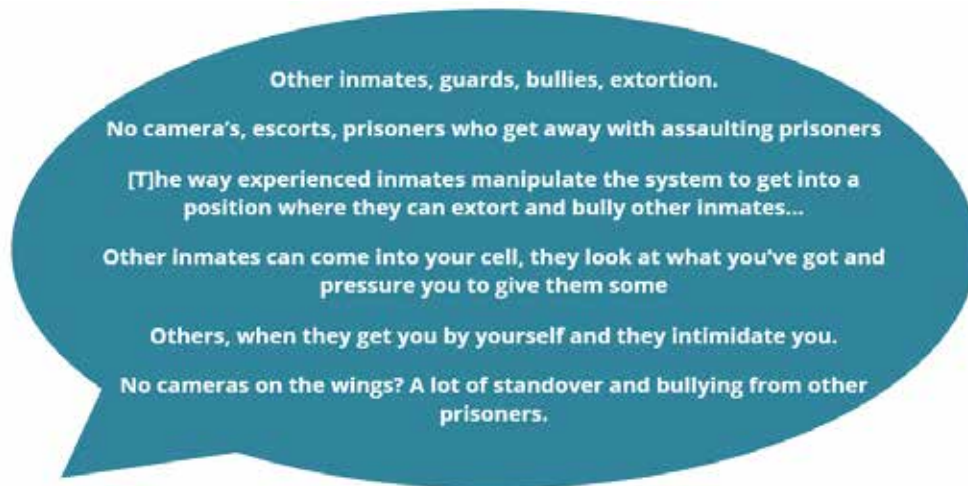 Other inmates, guards, bullies, extortion.
No camera's, escorts, prisoners who get away with assaulting prisoners
[T]he way experienced inmates manipulate the system to get into a
position where they can extort and bully other inmates...
Other inmates can come into your cell, they look at what you've got and
pressure you to give them some
Others, when they get you by yourself and they intimidate you.
No cameras on the wings? A lot of standover and bullying from other
prisoners.